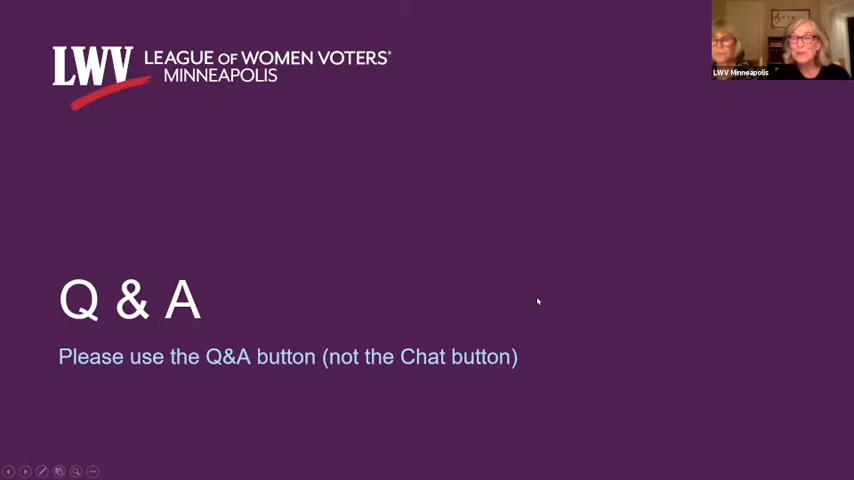 LWV LEAGUE OF WOMEN VOTERS®
MINNEAPOLIS
LWV Minneapolis
Q & A
Please use the Q&A button (not the Chat button)